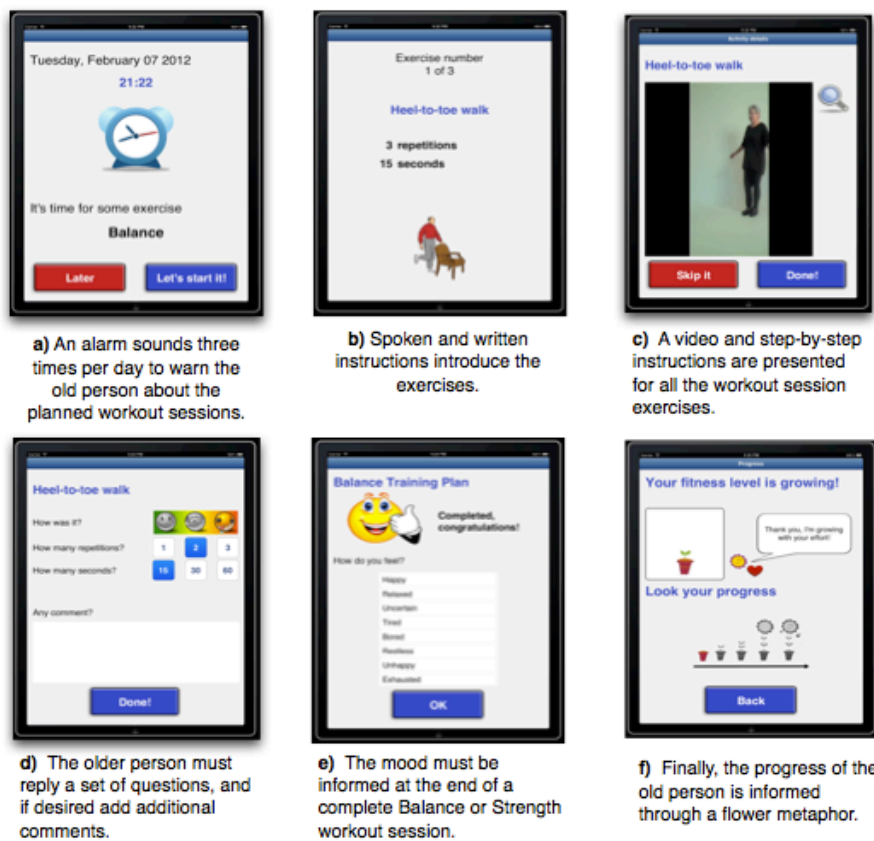 Tuesday, February 07 2012
21:22
It's time for some exercise
Balance
Later
Let's start it!
a) An alarm sounds three
times per day to warn the
old person about the
planned workout sessions.
Exercise number
1 of 3
Heel-to-toe walk
3 repetitions
15 seconds
b) Spoken and written
instructions introduce the
exercises.
Activity details
Heel-to-toe walk
Skip it
Done!
c) A video and step-by-step
instructions are presented
for all the workout session
exercises.
Heel-to-toe walk
How was it?
How many repetitions? 1 2 3
How many seconds? 15 30 60
Any comment?
Done!
d) The older person must
reply a set of questions, and
if desired add additional
comments.
Balance Training Plan
Completed,
congratulations!
How do you feel?
Happy
Relaxed
Uncertain
Tired
Bored
Restless
Unhappy
Exhausted
OK
e) The mood must be
informed at the end of a
complete Balance or Strength
workout session.
Progress
Your fitness level is growing!
Thank you, I'm growing
with your effort!
Look your progress
Back
f) Finally, the progress of the
old person is informed
through a flower metaphor.